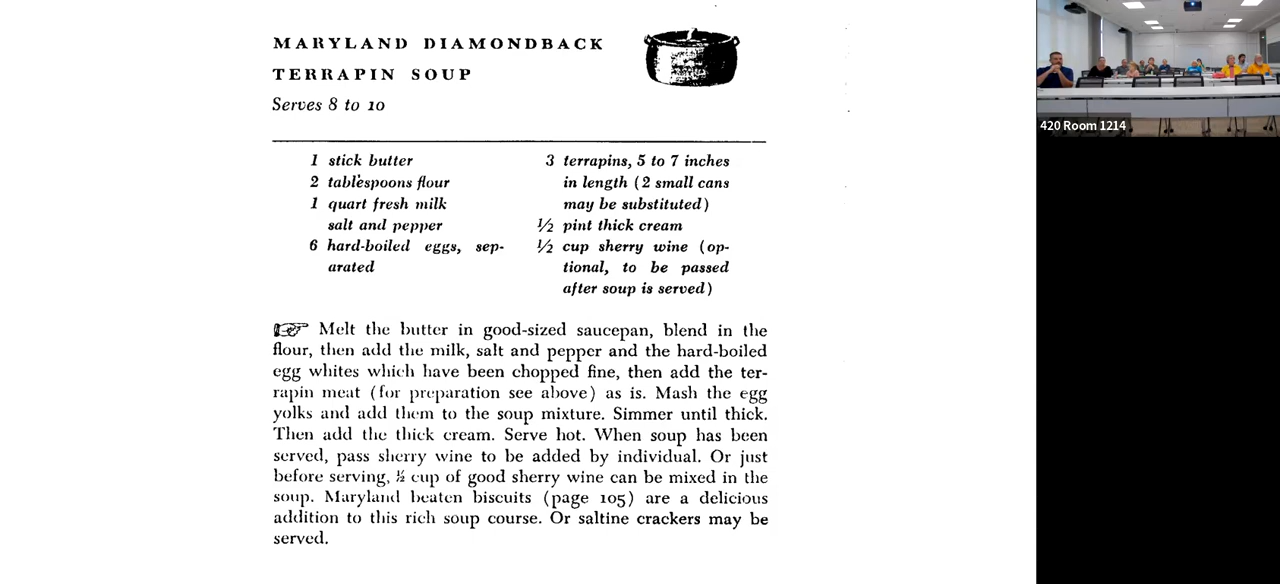 MARYLAND DIAMONDBACK
TERRAPIN SOUP
Serves 8 to 10
1 stick butter
2 tablespoons flour
1 quart fresh milk
salt and pepper
6 hard-boiled eggs, sep-
arated
3 terrapins, 5 to 7 inches
in length (2 small cans
may be substituted)
½ pint thick cream
½ cup sherry wine (op-
tional, to be passed
after soup is served)
☞ Melt the butter in good-sized saucepan, blend in the
flour, then add the milk, salt and pepper and the hard-boiled
egg whites which have been chopped fine, then add the ter-
rapin meat (for preparation see above) as is. Mash the egg
yolks and add them to the soup mixture. Simmer until thick.
Then add the thick cream. Serve hot. When soup has been
served, pass sherry wine to be added by individual. Or just
before serving, ½ cup of good sherry wine can be mixed in the
soup. Maryland beaten biscuits (page 105) are a delicious
addition to this rich soup course. Or saltine crackers may be
served.
420 Room 1214